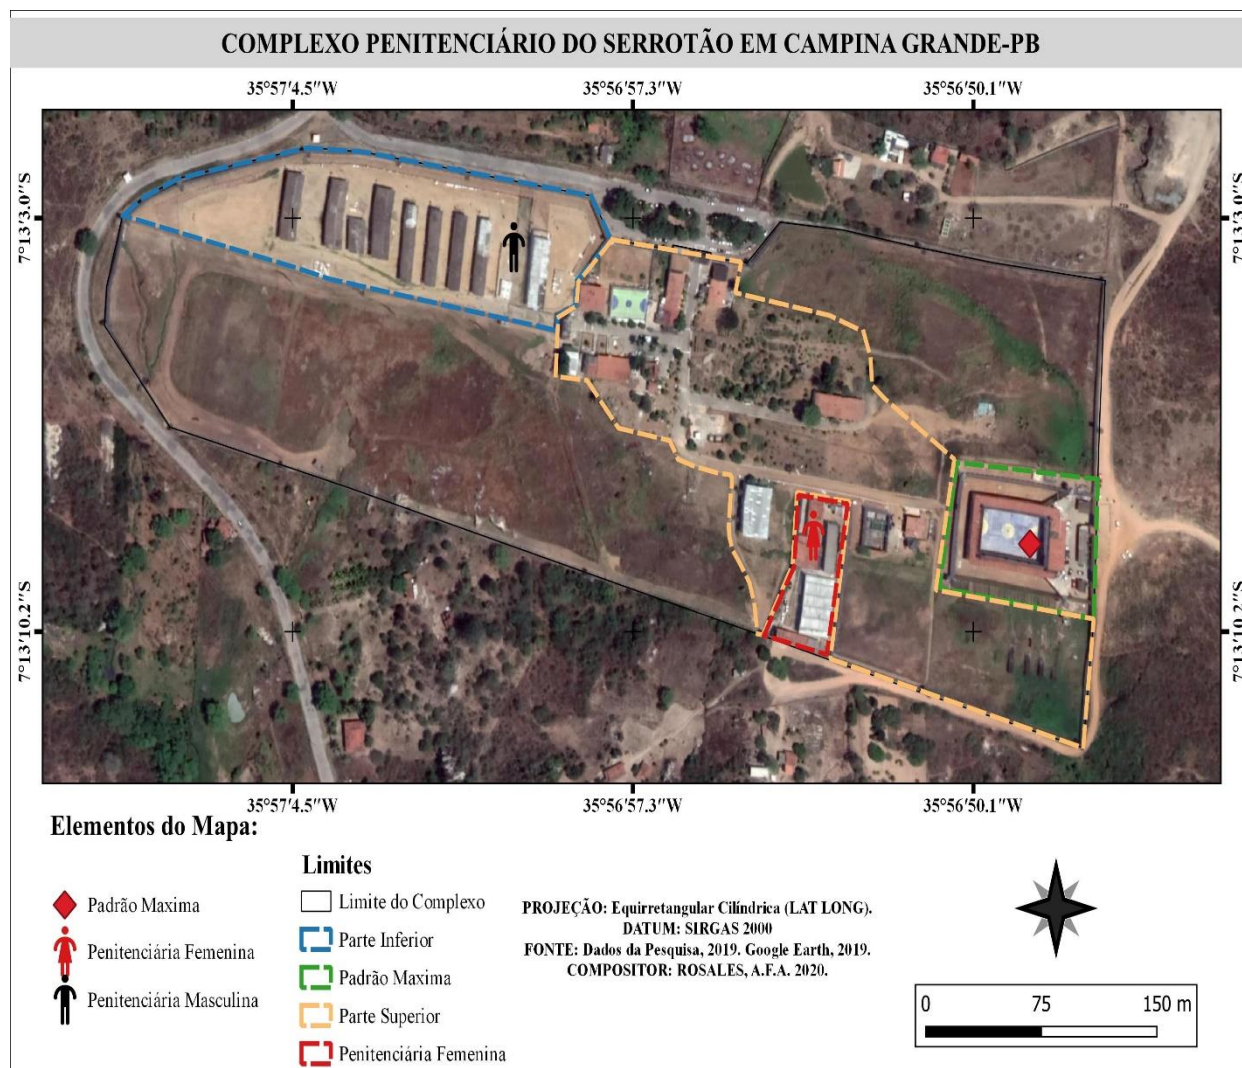 COMPLEXO PENITENCIÁRIO DO SERROTÃO EM CAMPINA GRANDE-PB
35°57'4.5"W
35°56'57.3"W
35°56'50.1"W
7°13'3.0"S
7°13'3.0"S
7°13'10.2"S
7°13'10.2"S
35°57'4.5"W
35°56'57.3"W
35°56'50.1"W
Elementos do Mapa:
Padrão Maxima
Penitenciária Femenina
Penitenciária Masculina
Limites
Limite do Complexo
Parte Inferior
Padrão Maxima
Parte Superior
Penitenciária Femenina
PROJEÇÃO: Equirretangular Cilíndrica (LAT LONG).
DATUM: SIRGAS 2000
FONTE: Dados da Pesquisa, 2019. Google Earth, 2019.
COMPOSITOR: ROSALES, A.F.A. 2020.
0 75 150 m